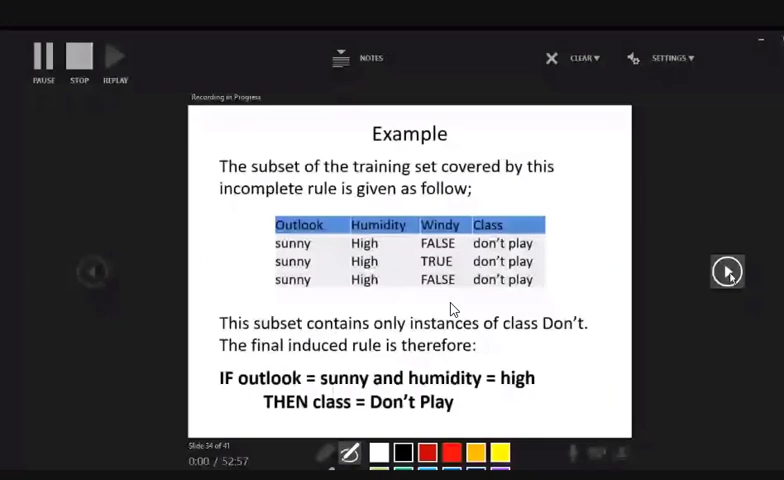 NOTES
CLEAR
SETTINGS
PAUSE STOP REPLAY
Recording in Progress
Example
The subset of the training set covered by this
incomplete rule is given as follow;
Outlook Humidity Windy Class
sunny High FALSE don't play
sunny High TRUE don't play
sunny High FALSE don't play
This subset contains only instances of class Don't.
The final induced rule is therefore:
IF outlook = sunny and humidity = high
THEN class = Don't Play
Slide 34 of 41
0:00 / 52:57